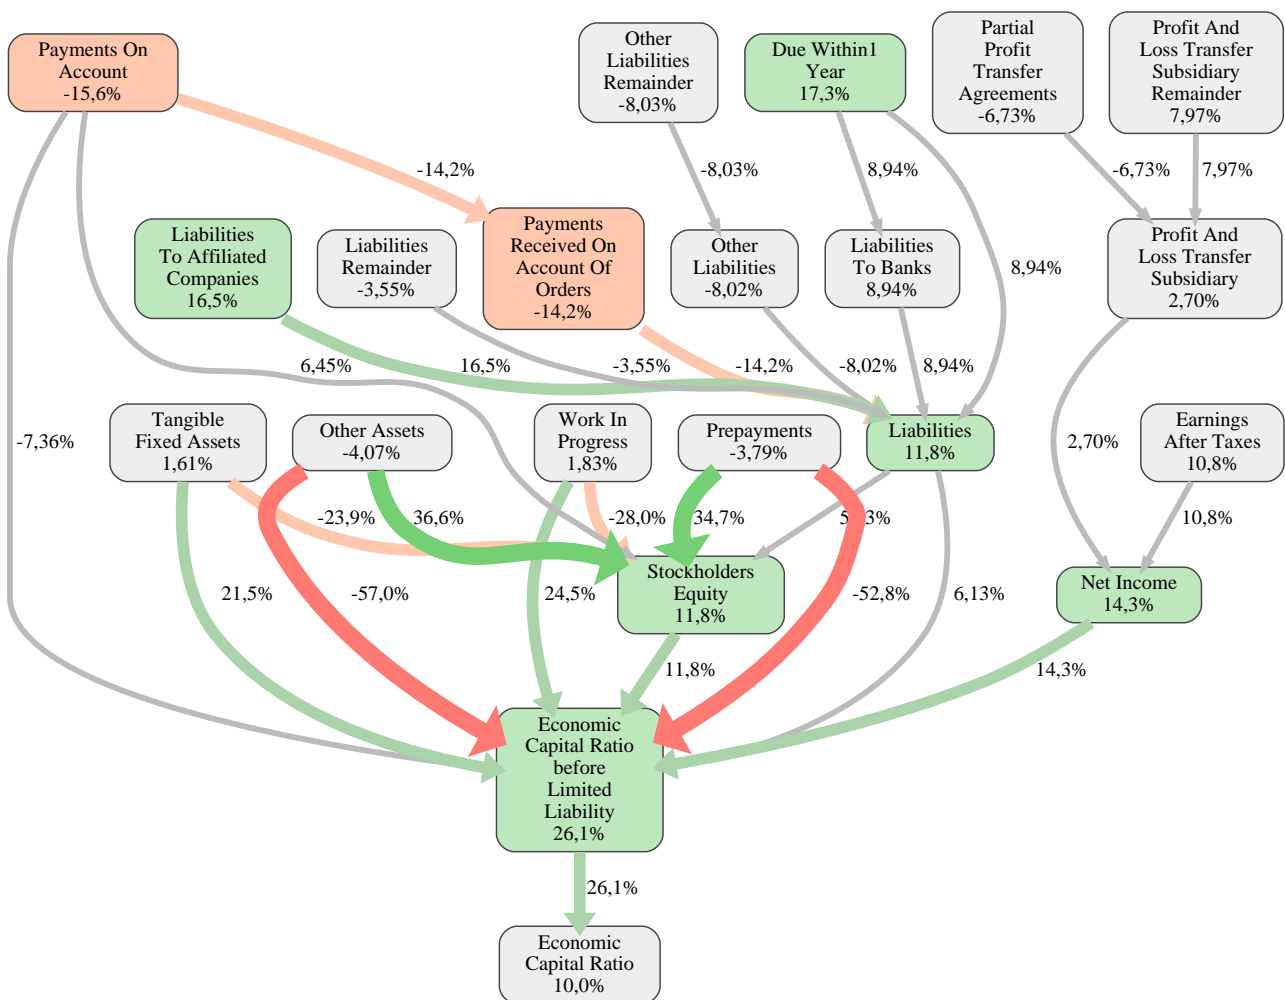 Payments On
Account
-15,6%
Other
Liabilities
Remainder
-8,03%
Due Within1
Year
17,3%
Partial
Profit
Transfer
Agreements
-6,73%
Profit And
Loss Transfer
Subsidiary
Remainder
7,97%
-14,2%
-8,03%
8,94%
-6,73%
7,97%
Liabilities
To Affiliated
Companies
16,5%
Liabilities
Remainder
-3,55%
Payments
Received On
Account Of
Orders
-14,2%
Other
Liabilities
-8,02%
Liabilities
To Banks
8,94%
8,94%
Profit And
Loss Transfer
Subsidiary
2,70%
6,45%
16,5%
-3,55%
-14,2%
-8,02%
8,94%
-7,36%
Tangible
Fixed Assets
1,61%
Other Assets
-4,07%
Work In
Progress
1,83%
Prepayments
-3,79%
Liabilities
11,8%
2,70%
Earnings
After Taxes
10,8%
-23,9%
36,6%
-28,0%
34,7%
10,8%
21,5%
-57,0%
24,5%
Stockholders
Equity
11,8%
-52,8%
6,13%
Net Income
14,3%
11,8%
14,3%
Economic
Capital Ratio
before
Limited
Liability
26,1%
26,1%
Economic
Capital Ratio
10,0%